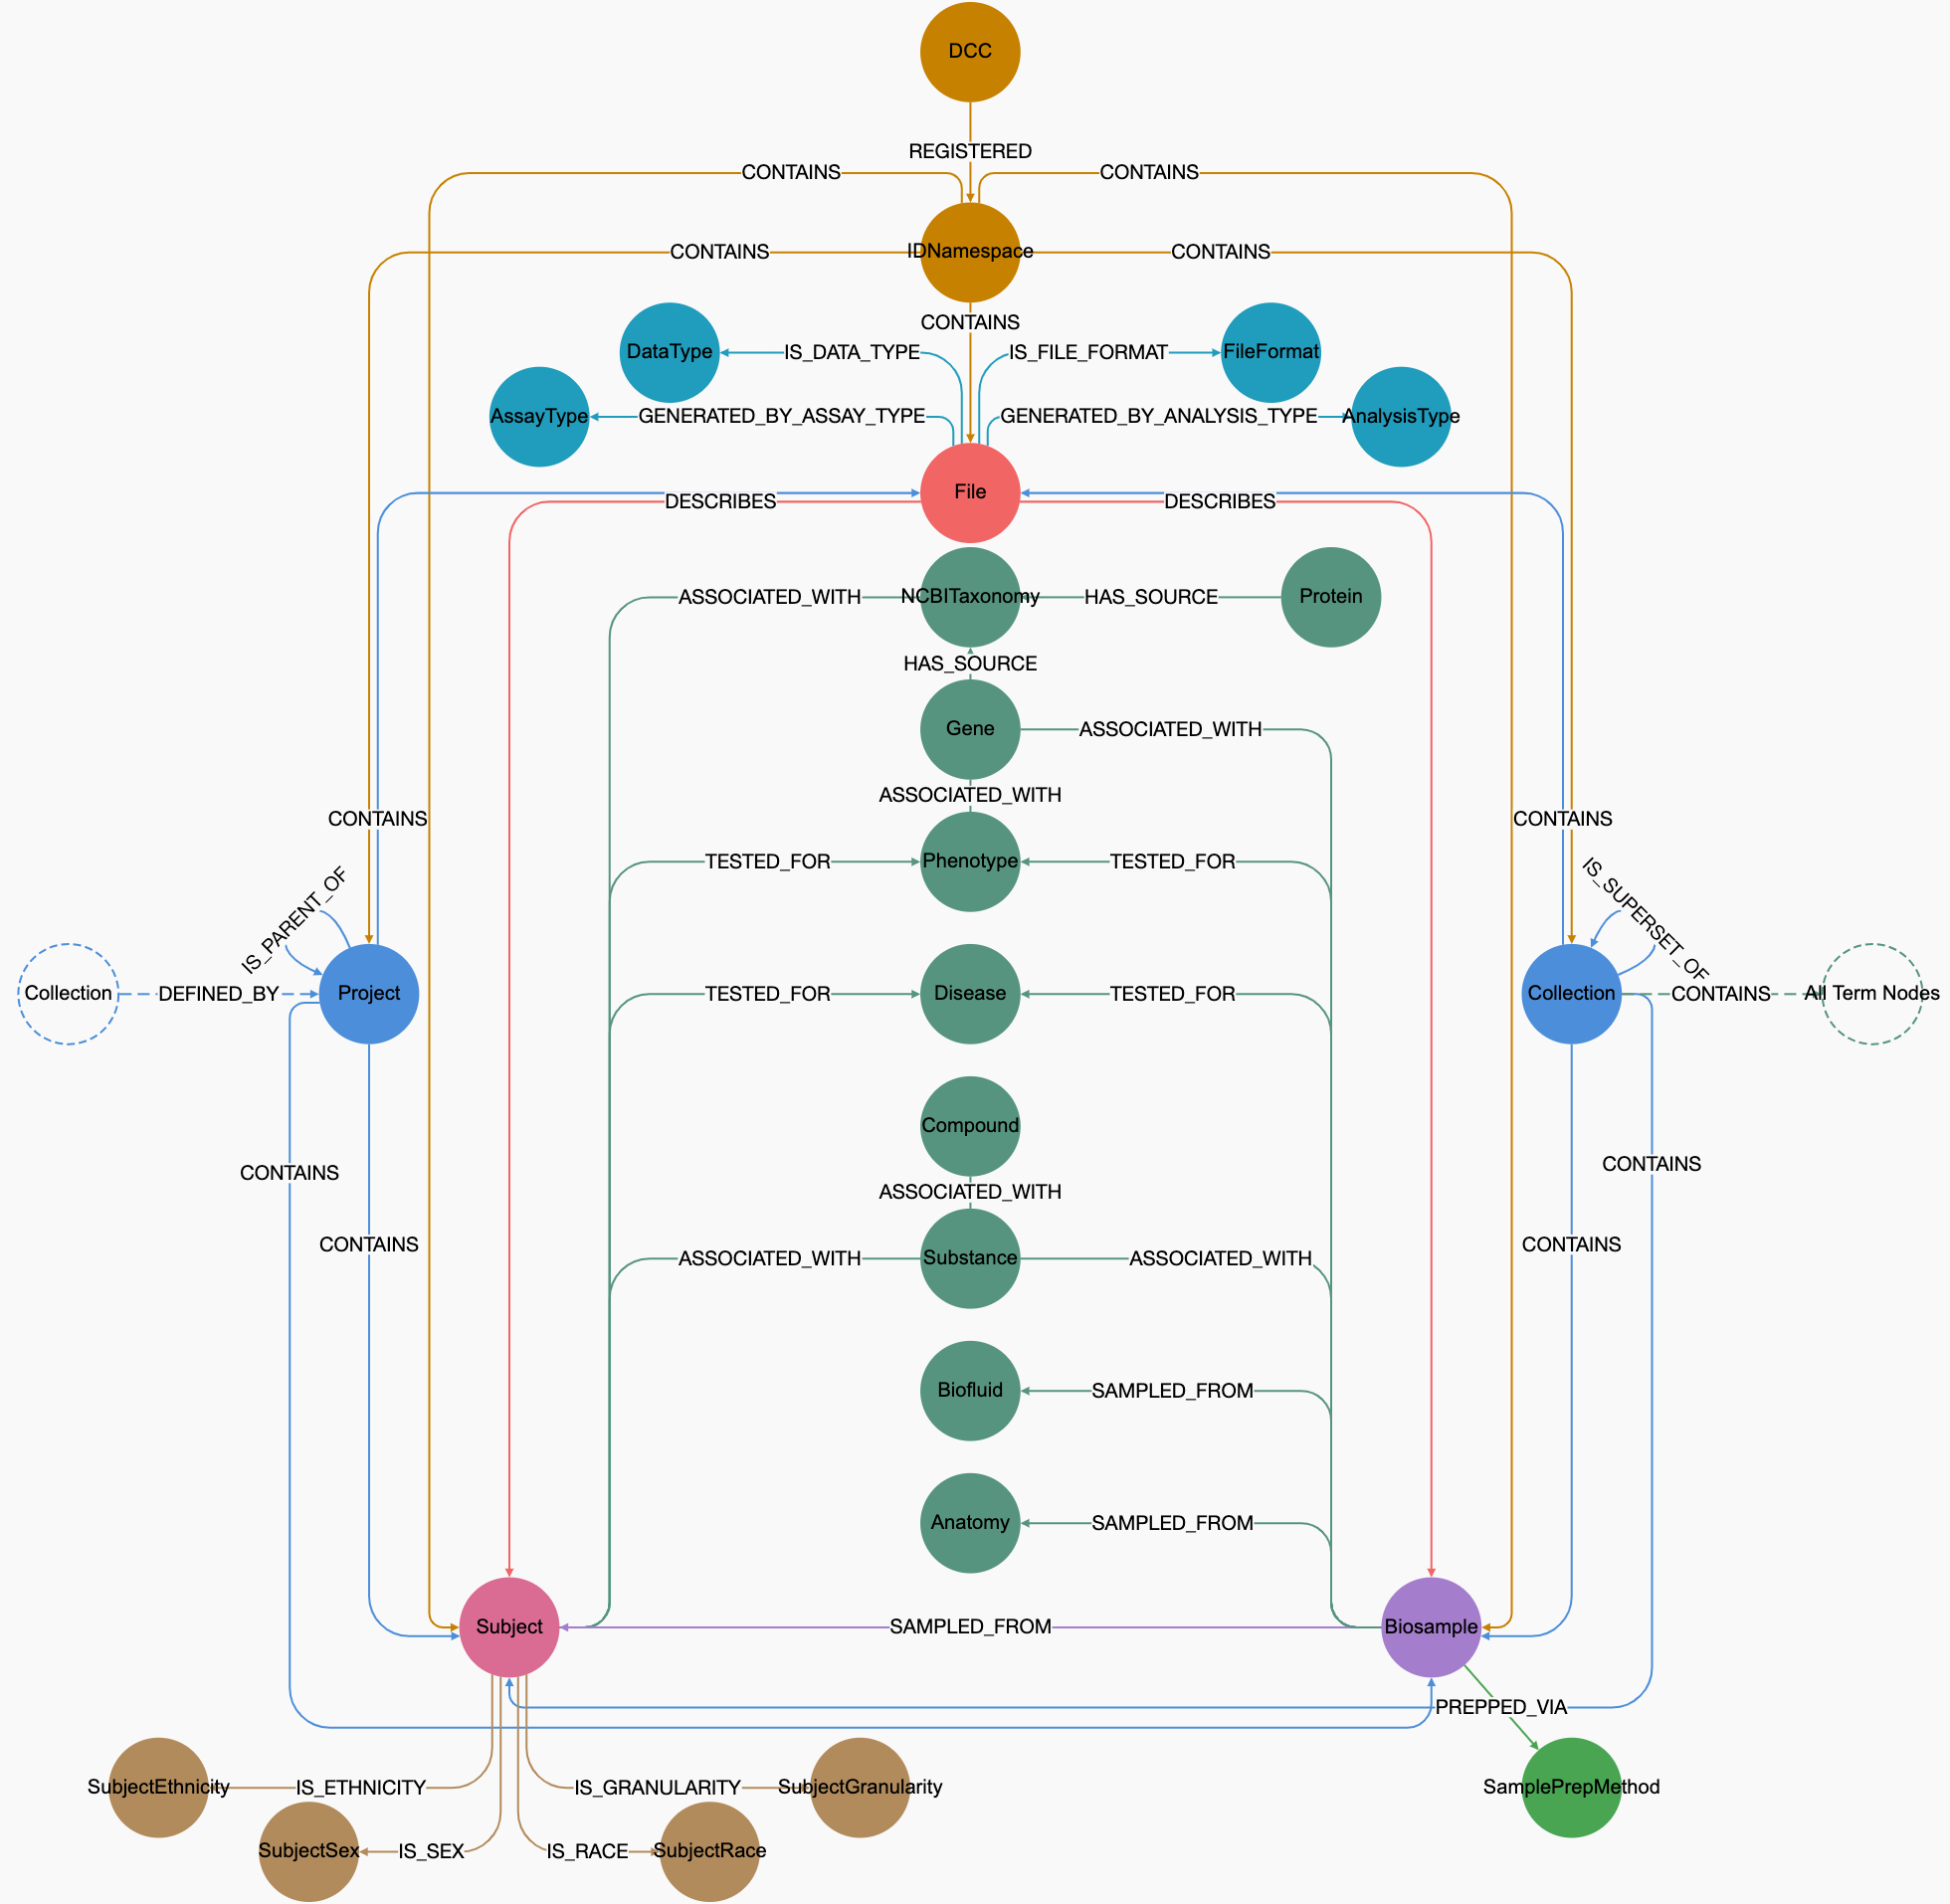 DCC
REGISTERED
CONTAINS
CONTAINS
CONTAINS
IDNamespace
CONTAINS
CONTAINS
DataType
IS_DATA_TYPE
IS_FILE_FORMAT
FileFormat
AssayType
GENERATED_BY_ASSAY_TYPE
GENERATED_BY_ANALYSIS_TYPE
AnalysisType
File
DESCRIBES
DESCRIBES
ASSOCIATED_WITH
NCBITaxonomy
HAS_SOURCE
Protein
HAS_SOURCE
Gene
ASSOCIATED_WITH
ASSOCIATED_WITH
CONTAINS
CONTAINS
TESTED_FOR
Phenotype
TESTED_FOR
IS_PARENT_OF
IS_SUPERSET_OF
Collection
DEFINED_BY
Project
TESTED_FOR
Disease
TESTED_FOR
Collection
CONTAINS
All Term Nodes
Compound
CONTAINS
CONTAINS
ASSOCIATED_WITH
CONTAINS
CONTAINS
ASSOCIATED_WITH
Substance
ASSOCIATED_WITH
Biofluid
SAMPLED_FROM
Anatomy
SAMPLED_FROM
Subject
SAMPLED_FROM
Biosample
PREPPED_VIA
SubjectEthnicity
IS_ETHNICITY
IS_GRANULARITY
SubjectGranularity
SamplePrepMethod
SubjectSex
IS_SEX
IS_RACE
SubjectRace